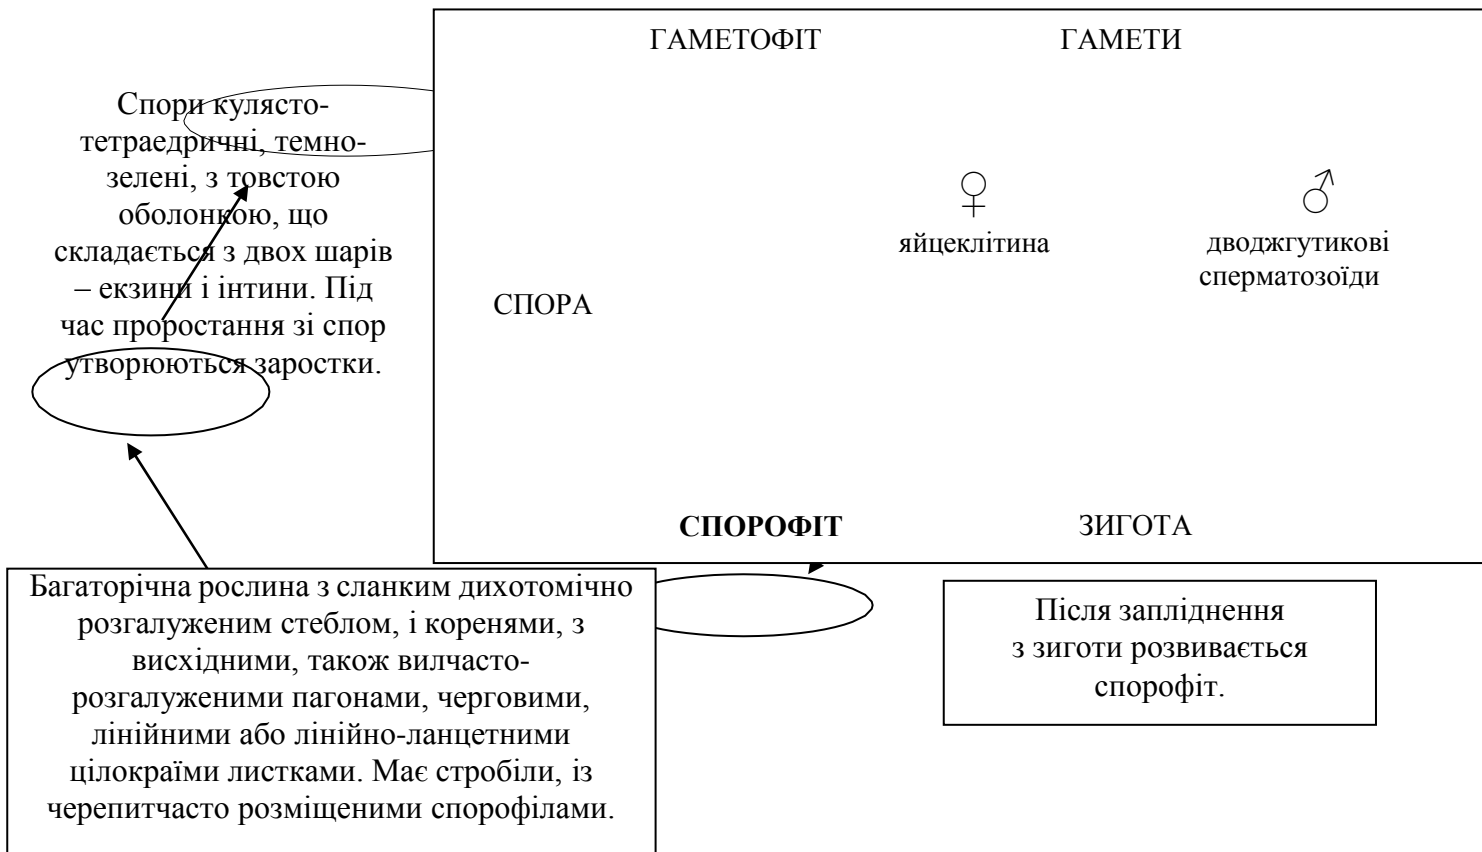 ГАМЕТОФІТ
ГАМЕТИ
Спори кулясто-
тетраедричні, темно-
зелені, з товстою
оболонкою, що
складається з двох шарів
– екзини і інтини. Під
час проростання зі спор
утворюються заростки.
♀
♂
яйцеклітина
дводжгутикові
сперматозоїди
СПОРА
СПОРОФІТ
ЗИГОТА
Багаторічна рослина з сланким дихотомічно
розгалуженим стеблом, і коренями, з
висхідними, також вилчасто-
розгалуженими пагонами, черговими,
лінійними або лінійно-ланцетними
цілокраїми листками. Має стробіли, із
черепитчасто розміщеними спорофілами.
Після запліднення
з зиготи розвивається
спорофіт.